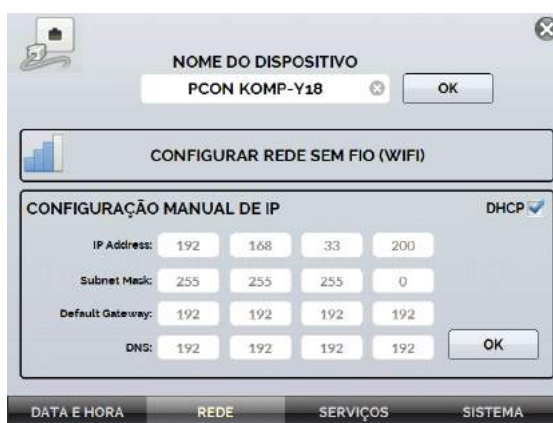 NOME DO DISPOSITIVO
PCON KOMP-Y18
OK
CONFIGURAR REDE SEM FIO (WIFI)
CONFIGURAÇÃO MANUAL DE IP DHCP
IP Address: 192 168 33 200
Subnet Mask: 255 255 255 0
Default Gateway: 192 192 192 192
DNS: 192 192 192 192 OK
DATA E HORA REDE SERVIÇOS SISTEMA